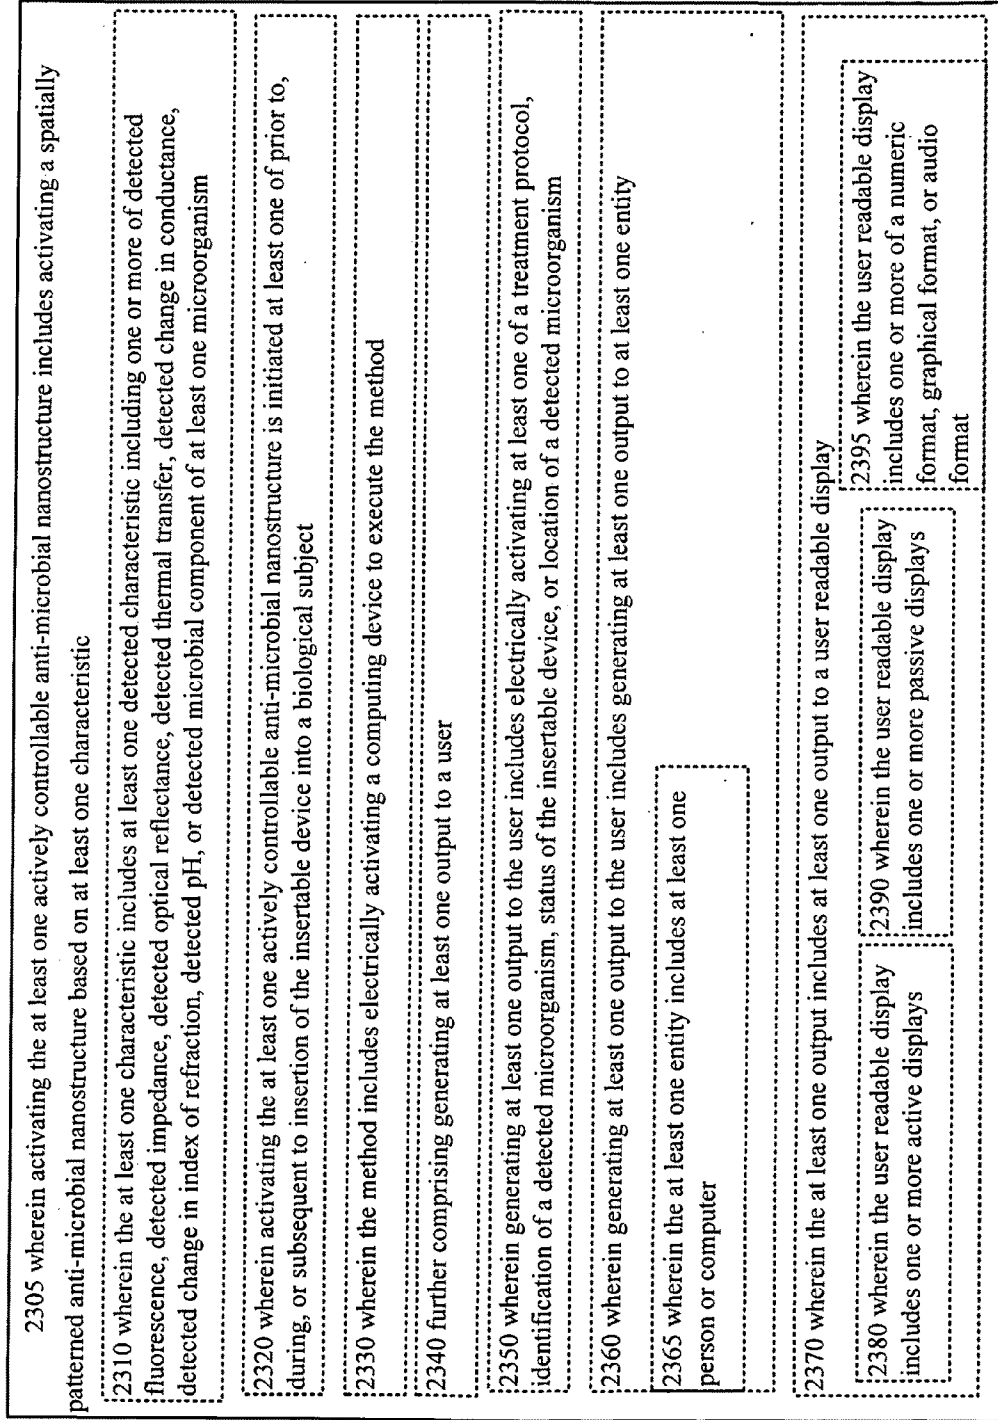 2305 wherein activating the at least one actively controllable anti-microbial nanostructure includes activating a spatially
patterned anti-microbial nanostructure based on at least one characteristic
2310 wherein the at least one characteristic includes at least one detected characteristic including one or more of detected
fluorescence, detected impedance, detected optical reflectance, detected thermal transfer, detected change in conductance,
detected change in index of refraction, detected pH, or detected microbial component of at least one microorganism
2320 wherein activating the at least one actively controllable anti-microbial nanostructure is initiated at least one of prior to,
during, or subsequent to insertion of the insertable device into a biological subject
2330 wherein the method includes electrically activating a computing device to execute the method
2340 further comprising generating at least one output to a user
2350 wherein generating at least one output to the user includes electrically activating at least one of a treatment protocol,
identification of a detected microorganism, status of the insertable device, or location of a detected microorganism
2360 wherein generating at least one output to the user includes generating at least one output to at least one entity
2365 wherein the at least one entity includes at least one
person or computer
2370 wherein the at least one output includes at least one output to a user readable display
2380 wherein the user readable display
includes one or more active displays
2390 wherein the user readable display
includes one or more passive displays
2395 wherein the user readable display
includes one or more of a numeric
format, graphical format, or audio
format